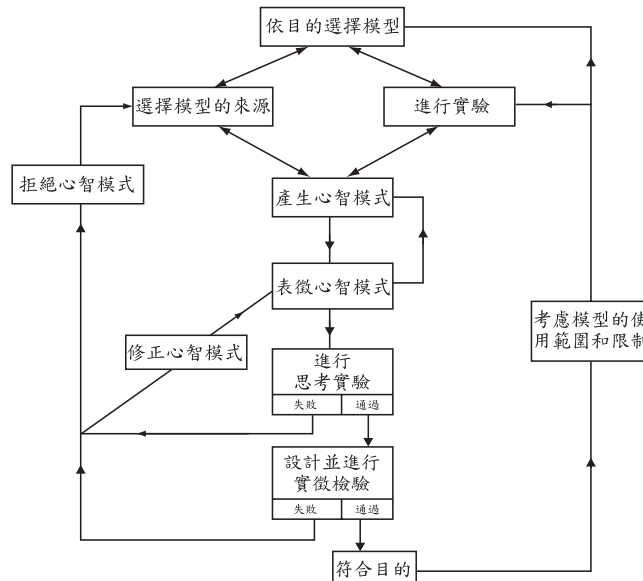 依目的選擇模型
選擇模型的來源
進行實驗
拒絕心智模式
產生心智模式
表徵心智模式
修正心智模式
考慮模型的使
用範圍和限制
進行
思考實驗
失敗
通過
設計並進行
實徵檢驗
失敗
通過
符合目的